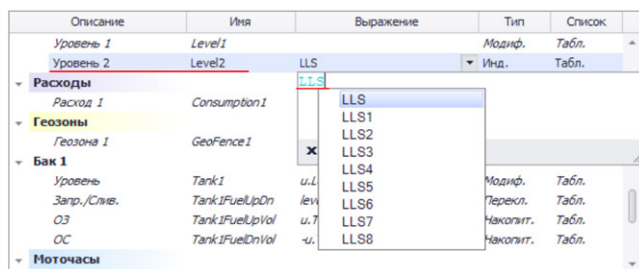 Описание Имя Выражение Тип Список
Уровень 1 Level1 Модиф. Табл.
Уровень 2 Level2 LLS Инд. Табл.
Расходы LLS
Расход 1 Consumption1 LLS
Геозоны LLS1
LLS2
Геозона 1 GeoFence1 LLS3
Бак 1 LLS4
Уровень Tank1 Модиф. Табл.
LLS5
Запр./Слив. Tank1FuelUpDn Перекл. Табл.
LLS6
ОЗ Tank1FuelUpVol Накопит. Табл.
LLS7
ОС Tank1FuelDnVol -u. LLS8 Накопит. Табл.
Моточасы